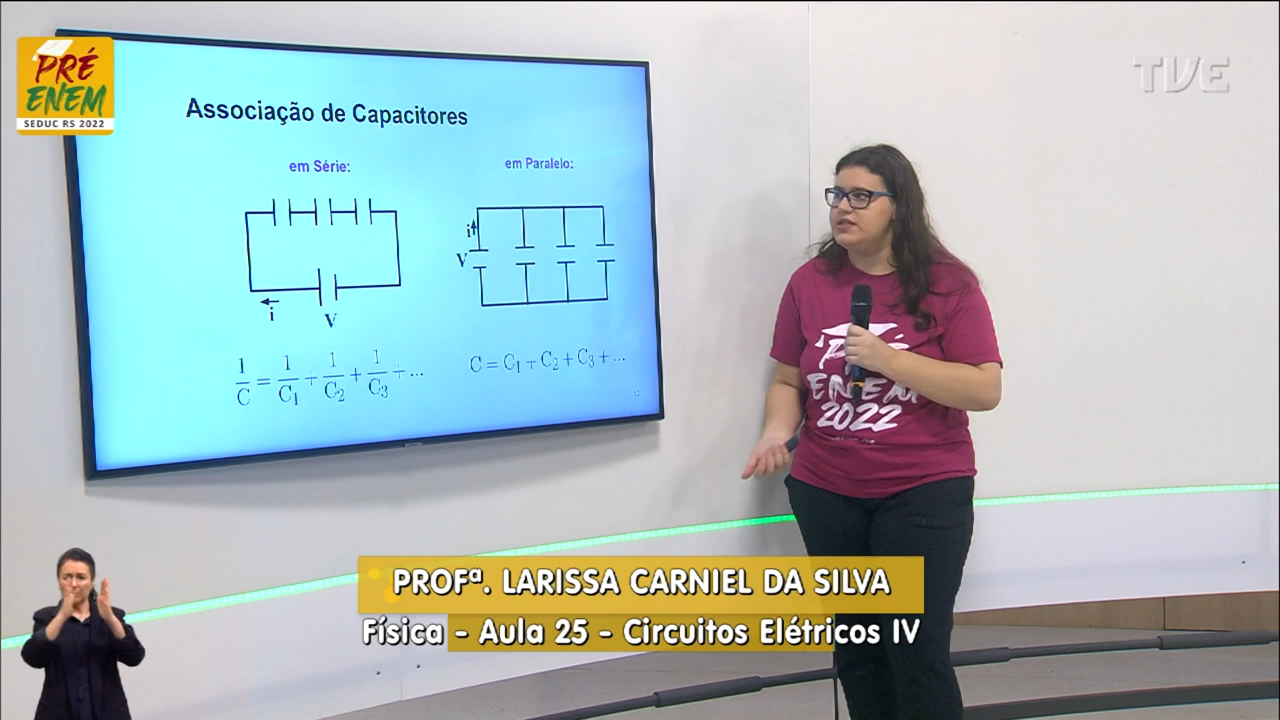 PRÉ
ENEM
SEDUC RS 2022
TVE
Associação de Capacitores
em Série:
em Paralelo:
i
V
i
V
1/C = 1/C₁ + 1/C₂ + 1/C₃ + ...
C = C₁ + C₂ + C₃ + ...
PRÉ
ENEM
2022
PROFª. LARISSA CARNIEL DA SILVA
Física - Aula 25 - Circuitos Elétricos IV